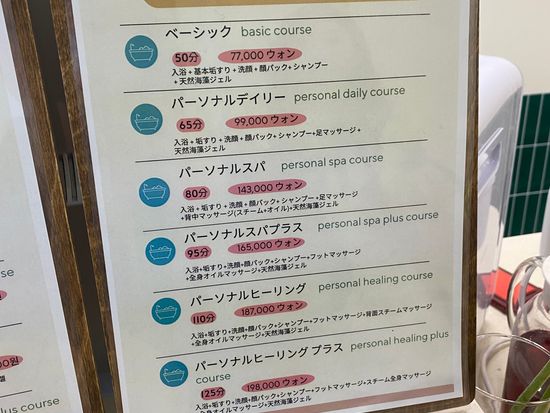 ベーシック basic course
50分 77,000 ウォン
入浴 + 基本垢すり + 洗顔 + 顔パック+ シャンプー
+ 天然海藻ジェル
パーソナルデイリー personal daily course
65分 99,000 ウォン
入浴 + 垢すり + 洗顔 + 顔パック+ シャンプー+足マッサージ +
天然海藻ジェル
パーソナルスパ personal spa course
80分 143,000 ウォン
入浴 + 垢すり + 洗顔 + 顔パック+ シャンプー +足マッサージ
+背中マッサージ(スチーム+オイル)+天然海藻ジェル
パーソナルスパプラス personal spa plus course
95分 165,000 ウォン
入浴+垢すり+洗顔+顔パック+シャンプー+フットマッサージ
+全身オイルマッサージ+天然海藻ジェル
パーソナルヒーリング personal healing course
110分 187,000 ウォン
入浴+垢すり+洗顔+顔パック+シャンプー+フットマッサージ+背面スチームマッサージ
+全身オイルマッサージ+天然海藻ジェル
パーソナルヒーリング プラス personal healing plus
course
125分 198,000 ウォン
入浴+垢すり+洗顔+顔パック+シャンプー+フットマッサージ+スチーム全身マッサージ
+全身オイルマッサージ+天然海藻ジェル